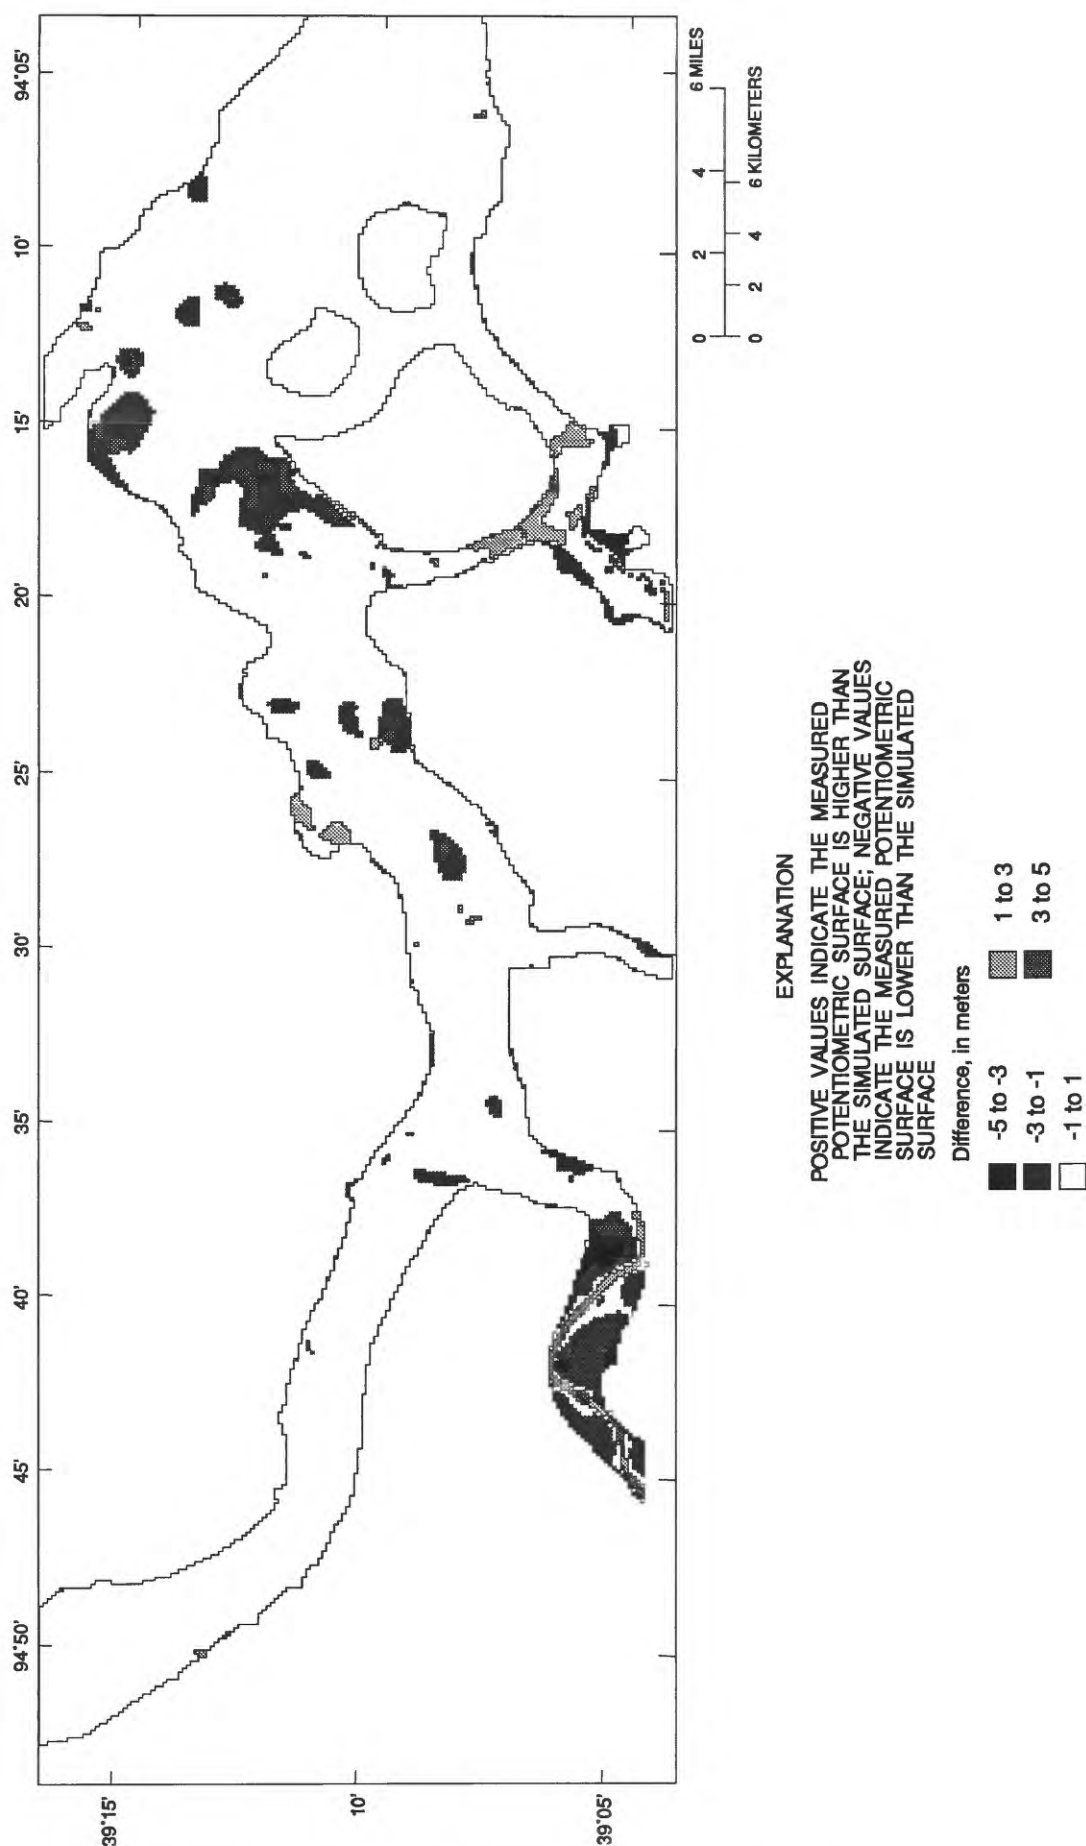 94°50'
45'
40'
35'
30'
25'
20'
15'
10'
94°05'
39°15'
10'
39°05'
0 2 4 6 MILES
0 2 4 6 KILOMETERS
EXPLANATION
POSITIVE VALUES INDICATE THE MEASURED
POTENTIOMETRIC SURFACE IS HIGHER THAN
THE SIMULATED SURFACE; NEGATIVE VALUES
INDICATE THE MEASURED POTENTIOMETRIC
SURFACE IS LOWER THAN THE SIMULATED
SURFACE
Difference, in meters
-5 to -3 1 to 3
-3 to -1 3 to 5
-1 to 1